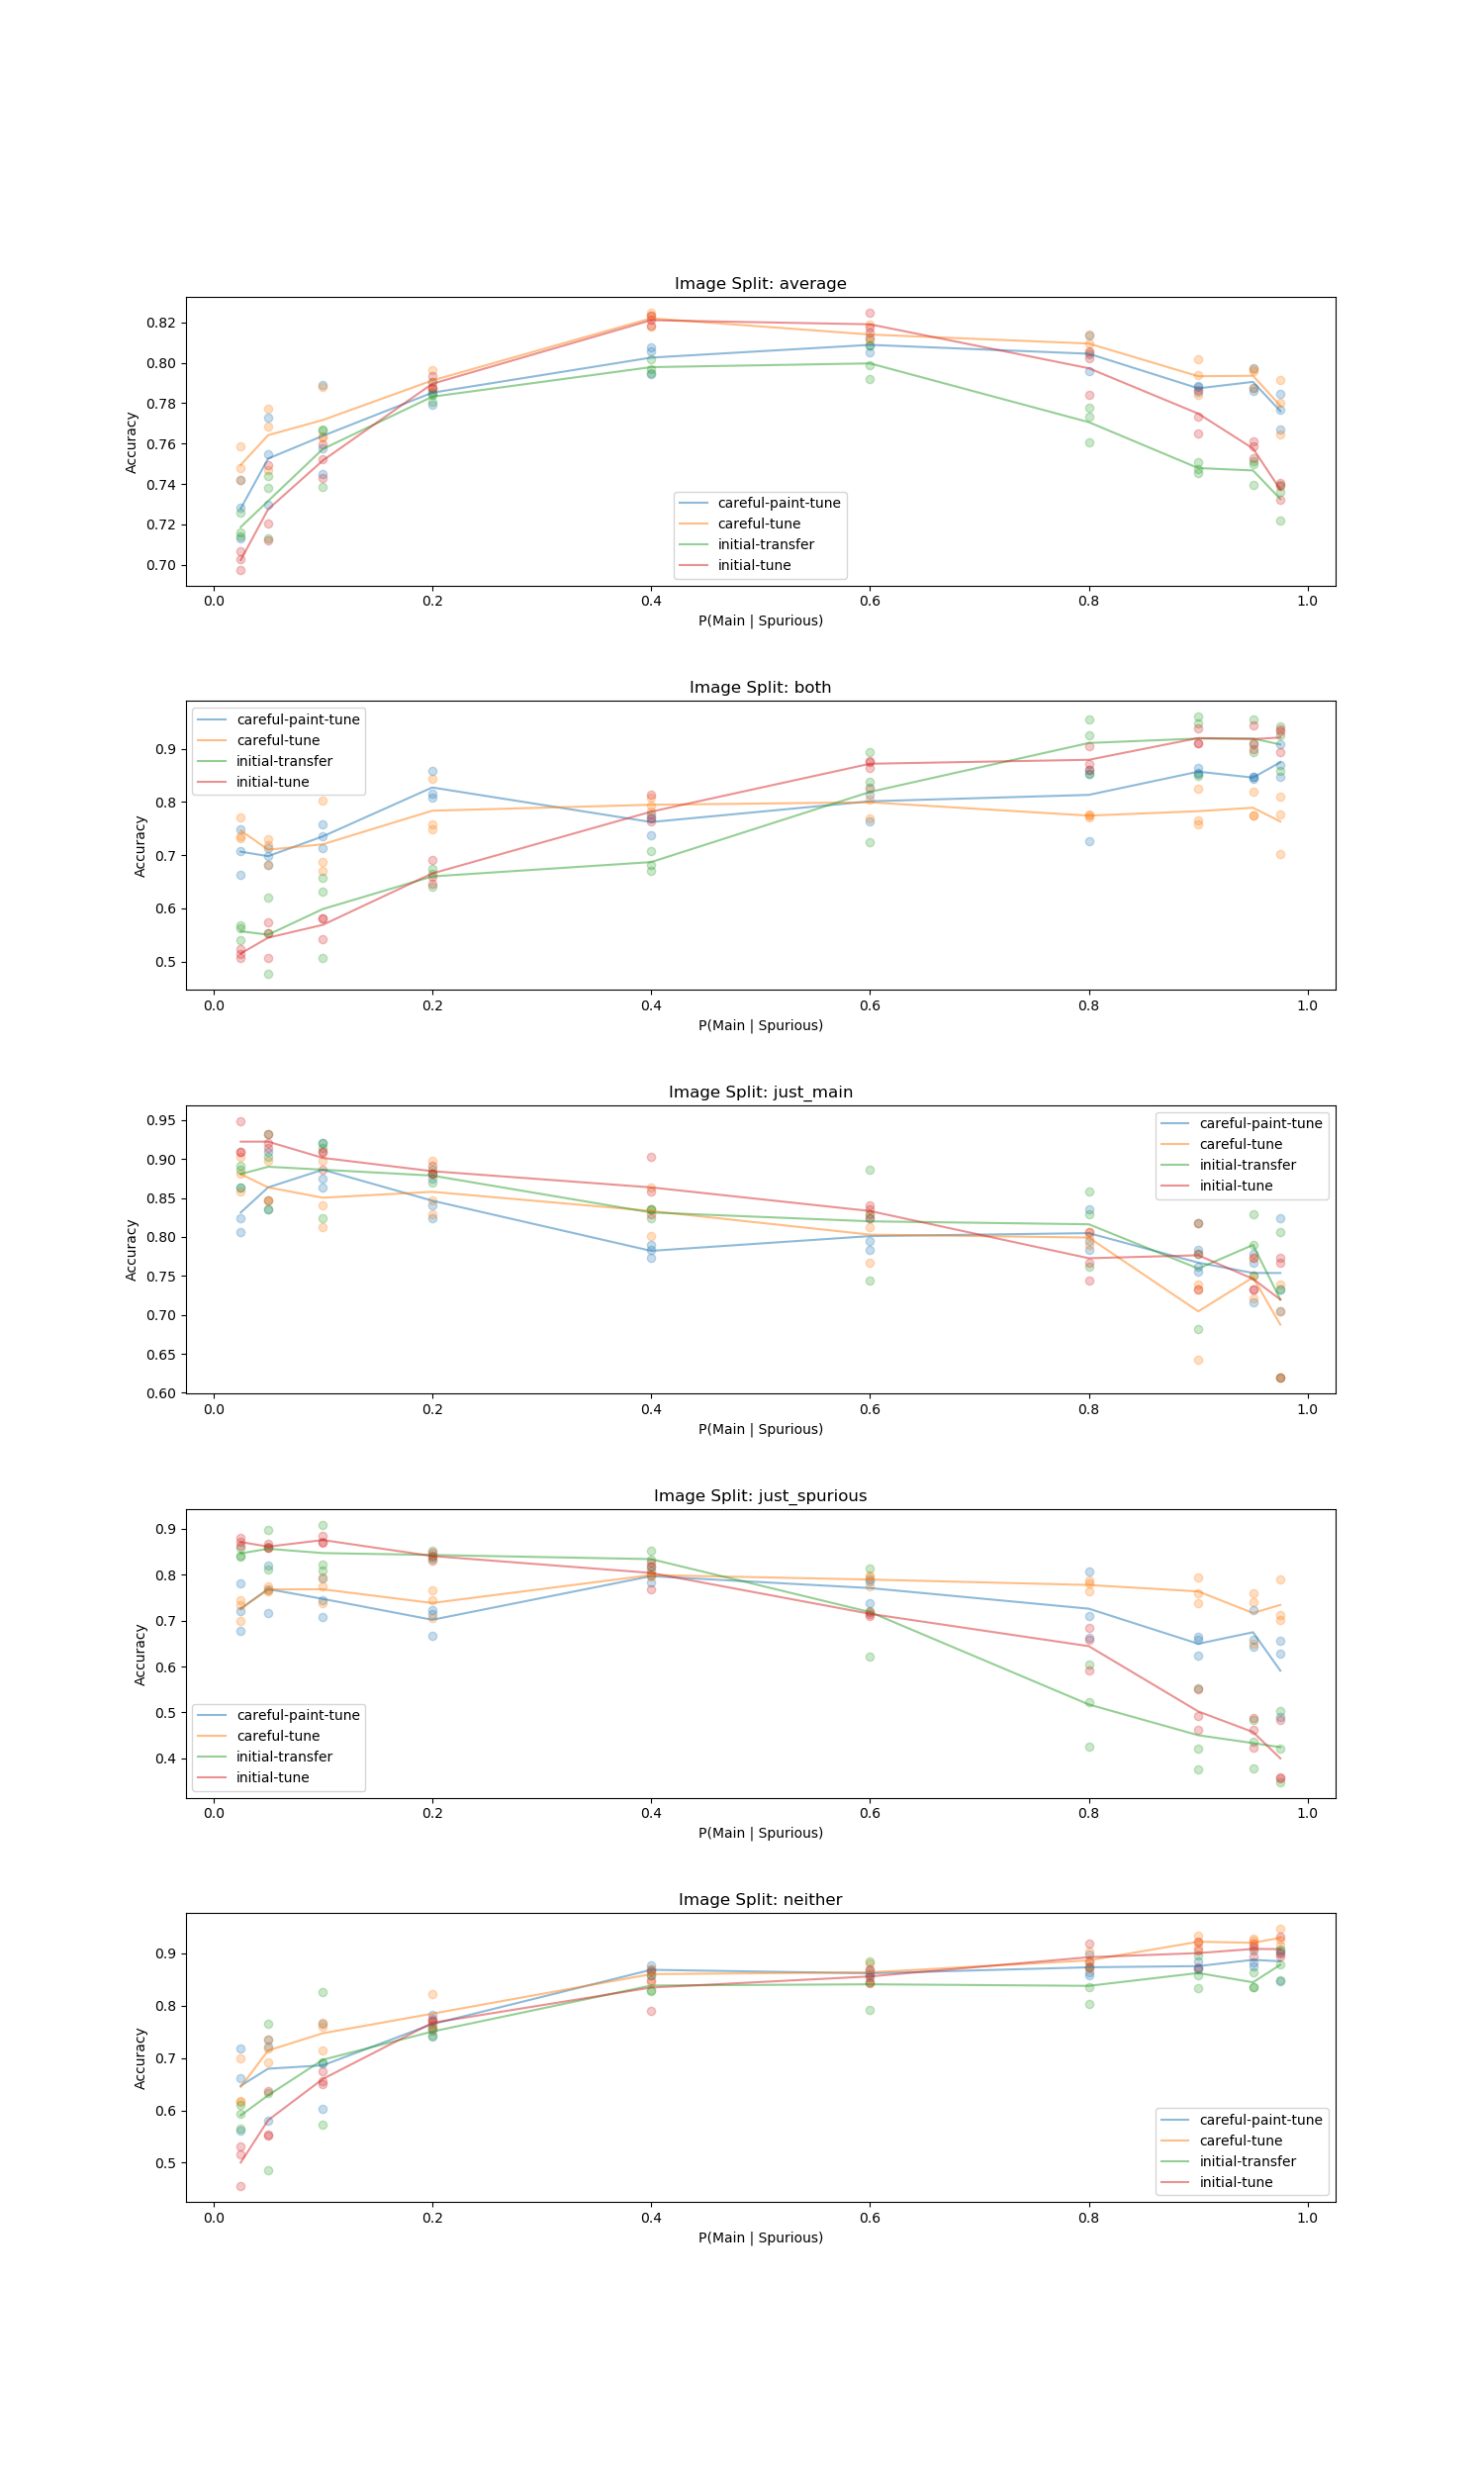 Image Split: average
0.82
0.80
0.78
0.76
0.74
0.72
0.70
Accuracy
careful-paint-tune
careful-tune
initial-transfer
initial-tune
0.0 0.2 0.4 0.6 0.8 1.0
P(Main | Spurious)
Image Split: both
0.9
0.8
0.7
0.6
0.5
Accuracy
careful-paint-tune
careful-tune
initial-transfer
initial-tune
0.0 0.2 0.4 0.6 0.8 1.0
P(Main | Spurious)
Image Split: just_main
0.95
0.90
0.85
0.80
0.75
0.70
0.65
0.60
Accuracy
careful-paint-tune
careful-tune
initial-transfer
initial-tune
0.0 0.2 0.4 0.6 0.8 1.0
P(Main | Spurious)
Image Split: just_spurious
0.9
0.8
0.7
0.6
0.5
0.4
Accuracy
careful-paint-tune
careful-tune
initial-transfer
initial-tune
0.0 0.2 0.4 0.6 0.8 1.0
P(Main | Spurious)
Image Split: neither
0.9
0.8
0.7
0.6
0.5
Accuracy
careful-paint-tune
careful-tune
initial-transfer
initial-tune
0.0 0.2 0.4 0.6 0.8 1.0
P(Main | Spurious)